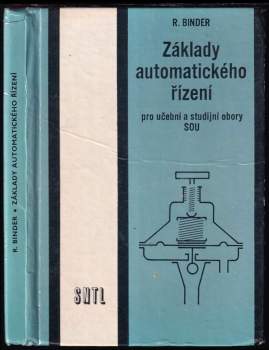 R. BINDER • ZÁKLADY AUTOMATICKÉHO ŘÍZENÍ
R. BINDER
Základy
automatického
řízení
pro učební a studijní obory
SOU
SNTL